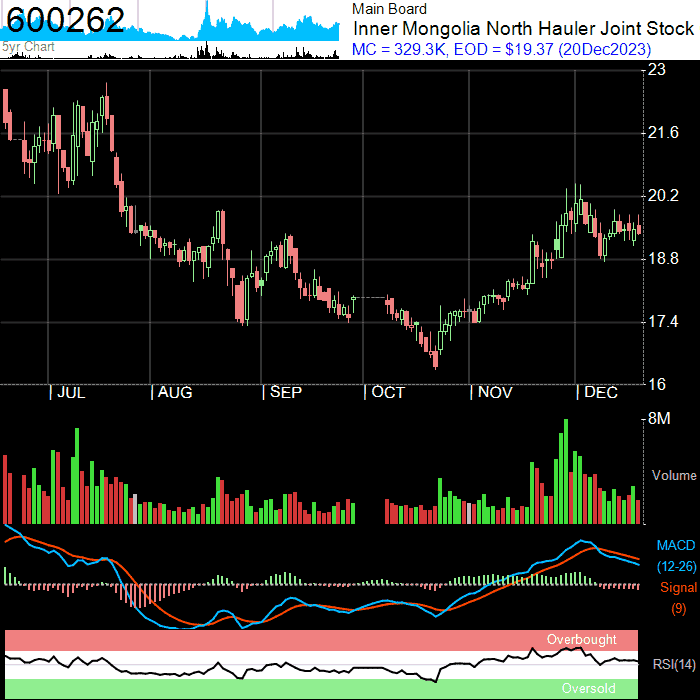 600262
5yr Chart
Main Board
Inner Mongolia North Hauler Joint Stock
MC = 329.3K, EOD = $19.37 (20Dec2023)
23
21.6
20.2
18.8
17.4
16
| JUL | AUG | SEP | OCT | NOV | DEC
8M
Volume
MACD
(12-26)
Signal
(9)
Overbought
RSI(14)
Oversold